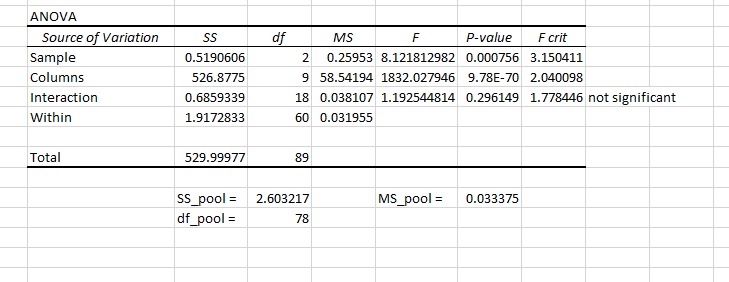 ANOVA
Source of Variation SS df MS F P-value F crit
Sample 0.5190606 2 0.25953 8.121812982 0.000756 3.150411
Columns 526.8775 9 58.54194 1832.027946 9.78E-70 2.040098
Interaction 0.6859339 18 0.038107 1.192544814 0.296149 1.778446 not significant
Within 1.9172833 60 0.031955
Total 529.99977 89
SS_pool = 2.603217 MS_pool = 0.033375
df_pool = 78